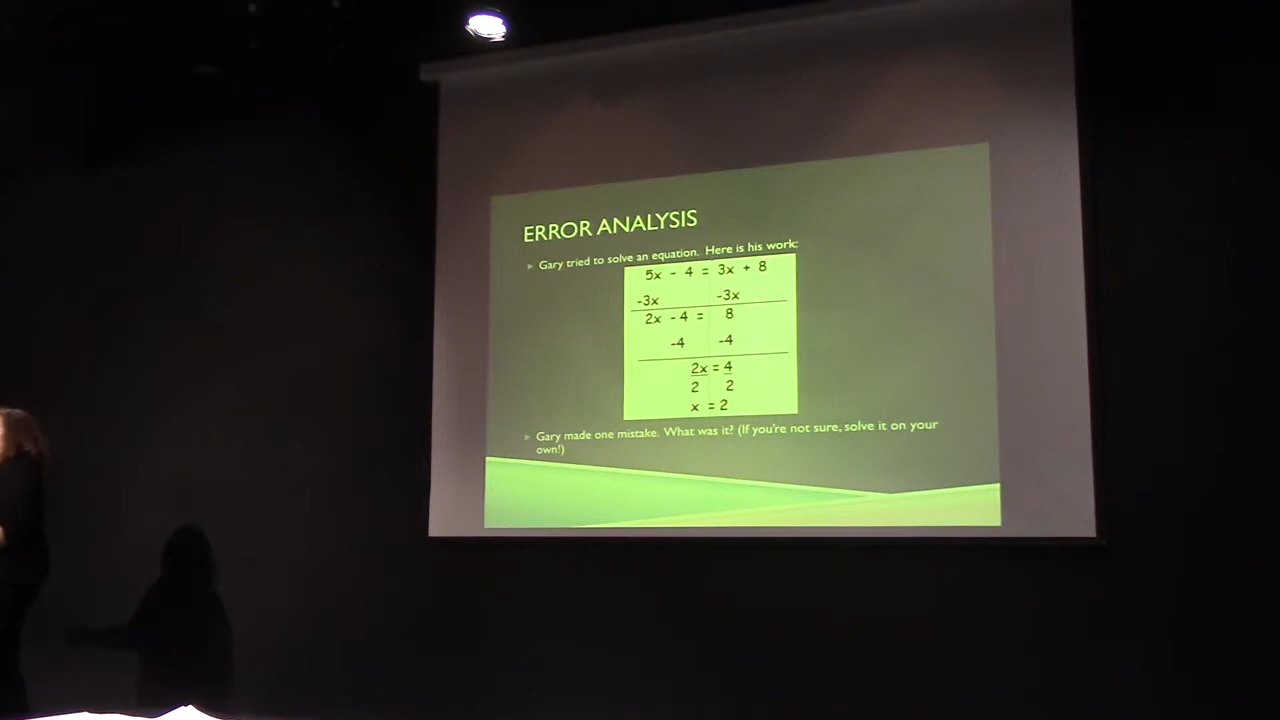 ERROR ANALYSIS
Gary tried to solve an equation. Here is his work:
5x - 4 = 3x + 8
-3x -3x
2x - 4 = 8
-4 -4
2x = 4
2 2
x = 2
Gary made one mistake. What was it? (If you're not sure, solve it on your
own!)